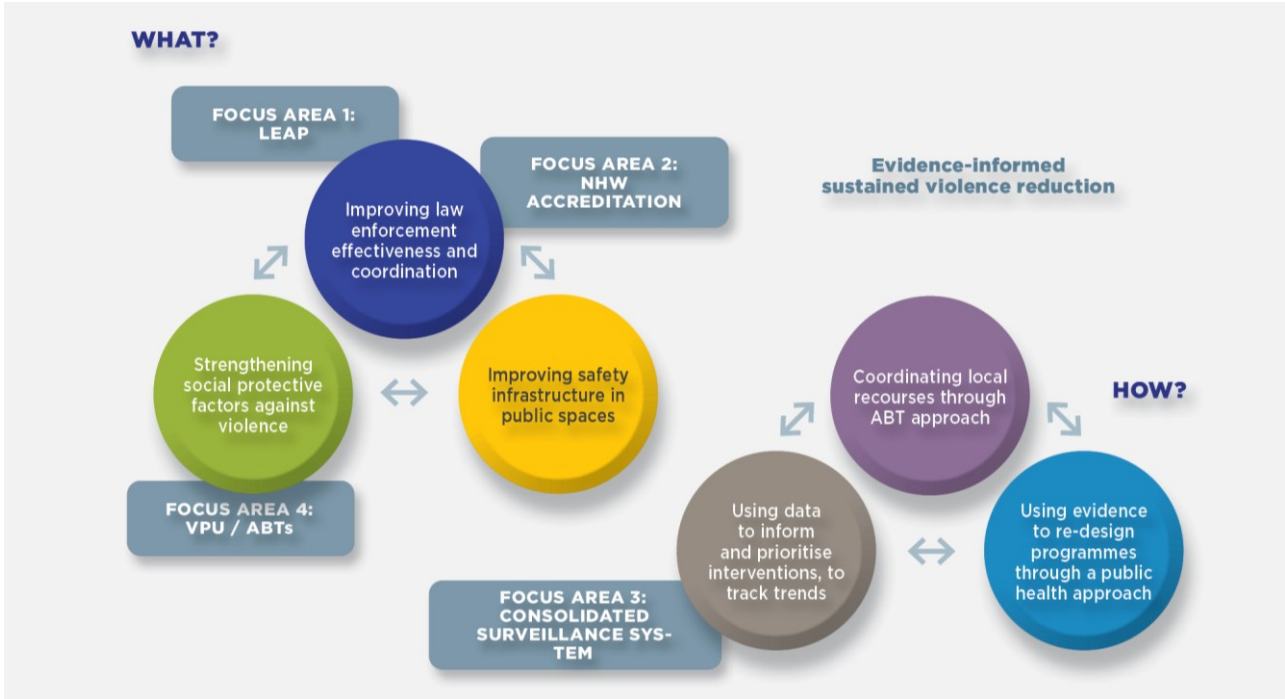 WHAT?
FOCUS AREA 1:
LEAP
FOCUS AREA 2:
NHW
ACCREDITATION
Evidence-informed
sustained violence reduction
Improving law
enforcement
effectiveness and
coordination
Strengthening
social protective
factors against
violence
Improving safety
infrastructure in
public spaces
FOCUS AREA 4:
VPU / ABTs
HOW?
Coordinating local
recourses through
ABT approach
Using data
to inform
and prioritise
interventions, to
track trends
Using evidence
to re-design
programmes
through a public
health approach
FOCUS AREA 3:
CONSOLIDATED
SURVEILLANCE SYS-
TEM